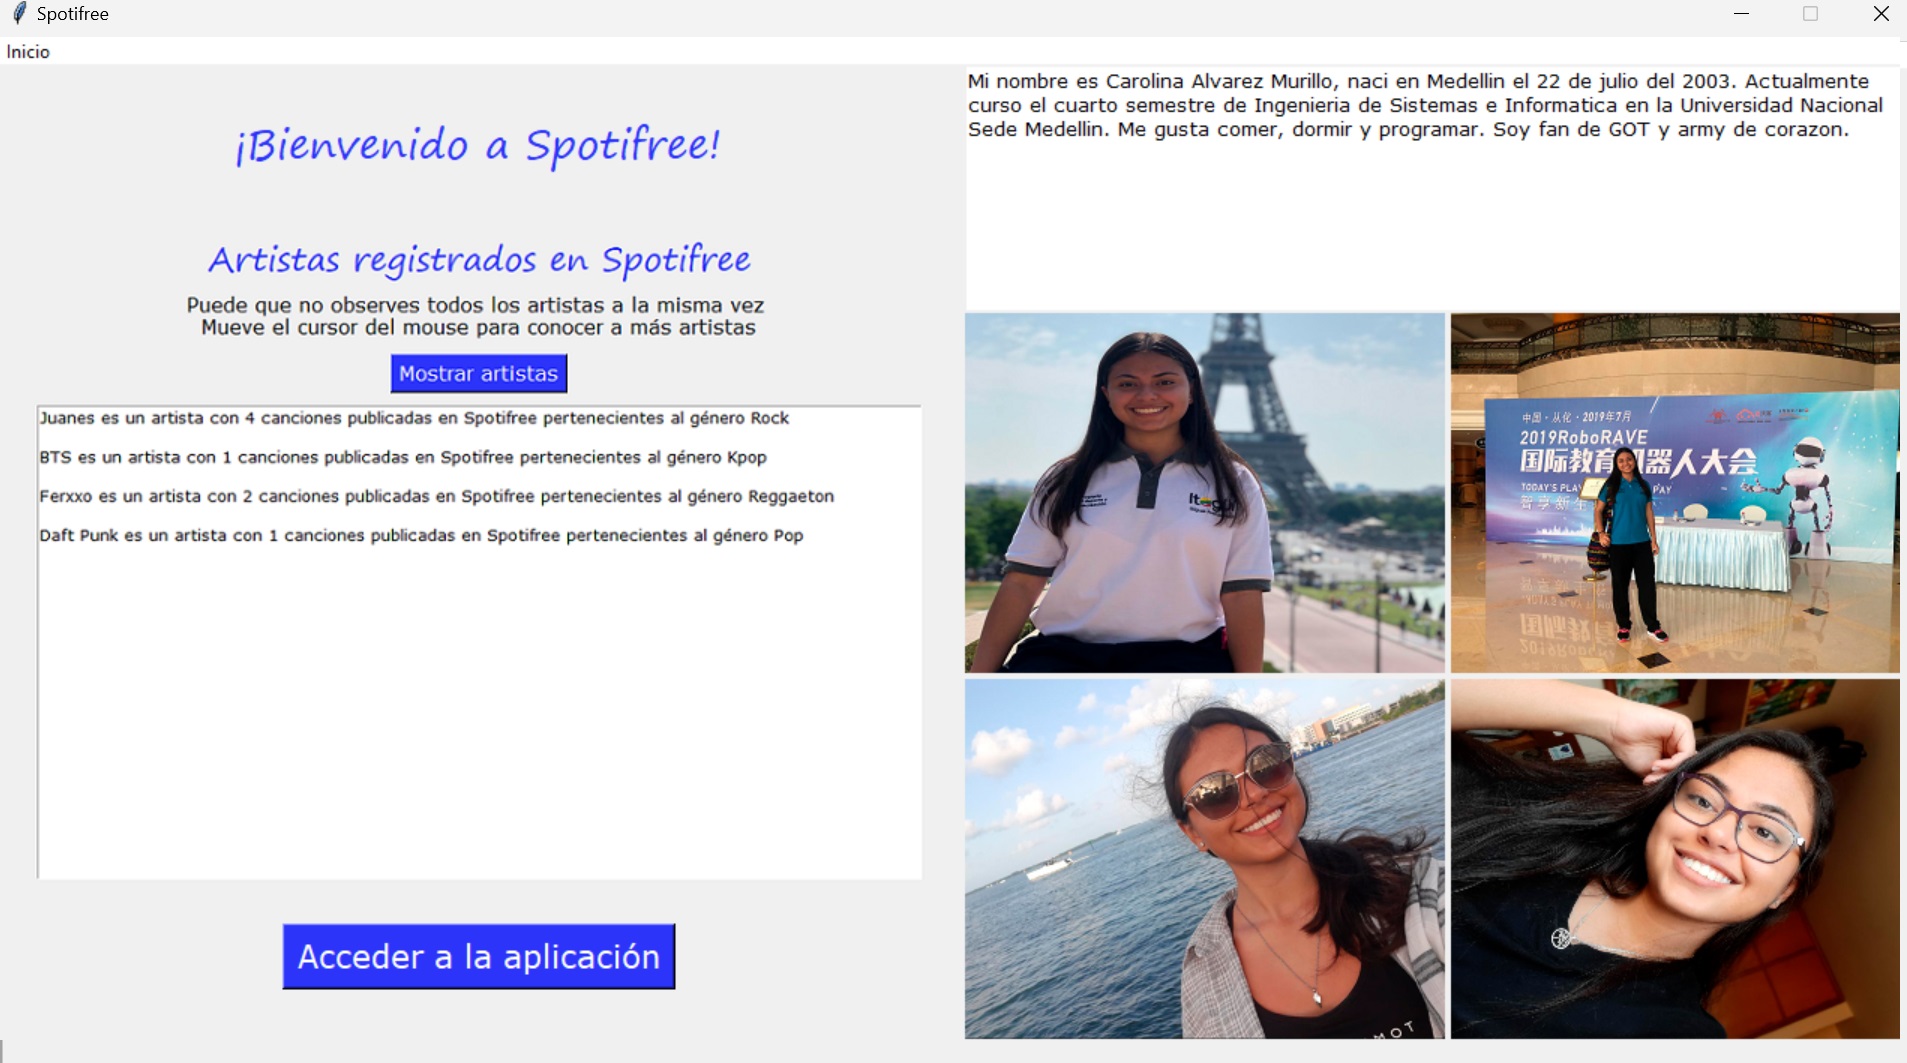 Spotifree
Inicio
¡Bienvenido a Spotifree!
Artistas registrados en Spotifree
Puede que no observes todos los artistas a la misma vez
Mueve el cursor del mouse para conocer a más artistas
Mostrar artistas
Juanes es un artista con 4 canciones publicadas en Spotifree pertenecientes al género Rock
BTS es un artista con 1 canciones publicadas en Spotifree pertenecientes al género Kpop
Ferxxo es un artista con 2 canciones publicadas en Spotifree pertenecientes al género Reggaeton
Daft Punk es un artista con 1 canciones publicadas en Spotifree pertenecientes al género Pop
Acceder a la aplicación
Mi nombre es Carolina Alvarez Murillo, naci en Medellin el 22 de julio del 2003. Actualmente
curso el cuarto semestre de Ingenieria de Sistemas e Informatica en la Universidad Nacional
Sede Medellin. Me gusta comer, dormir y programar. Soy fan de GOT y army de corazon.
中国·从化·2019年7月
2019RoboRAVE
国际教育机器人大会
TODAY'S PLAY